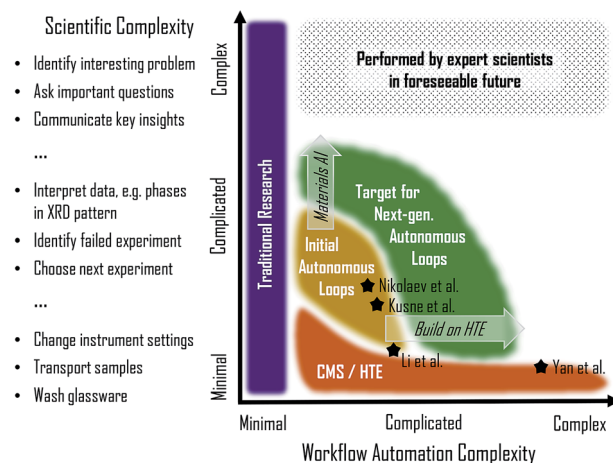 Scientific Complexity
• Identify interesting problem
• Ask important questions
• Communicate key insights
...
• Interpret data, e.g. phases
in XRD pattern
• Identify failed experiment
• Choose next experiment
...
• Change instrument settings
• Transport samples
• Wash glassware
Complex
Complicated
Minimal
Traditional Research
Performed by expert scientists
in foreseeable future
Materials AI
Target for
Next-gen.
Autonomous
Loops
Initial
Autonomous
Loops
Nikolaev et al.
Kusne et al.
Build on HTE
Li et al.
CMS / HTE
Yan et al.
Minimal
Complicated
Complex
Workflow Automation Complexity